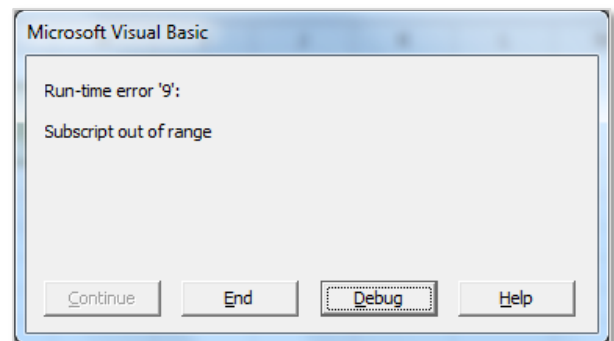 Microsoft Visual Basic
Run-time error '9':
Subscript out of range
Continue End Debug Help